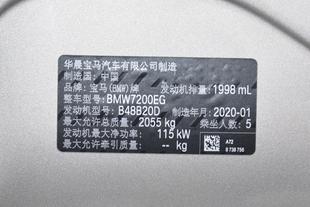 华晨宝马汽车有限公司制造
制造国：中国
品牌：宝马(BMW)牌 发动机排量：1998 mL
整车型号：BMW7200EG
发动机型号：B48B20D 制造年月：2020-01
最大允许总质量：2055 kg 乘坐人数：5
发动机最大净功率：115 kW
最大允许牵引质量：-- kg
A72
8 738 756